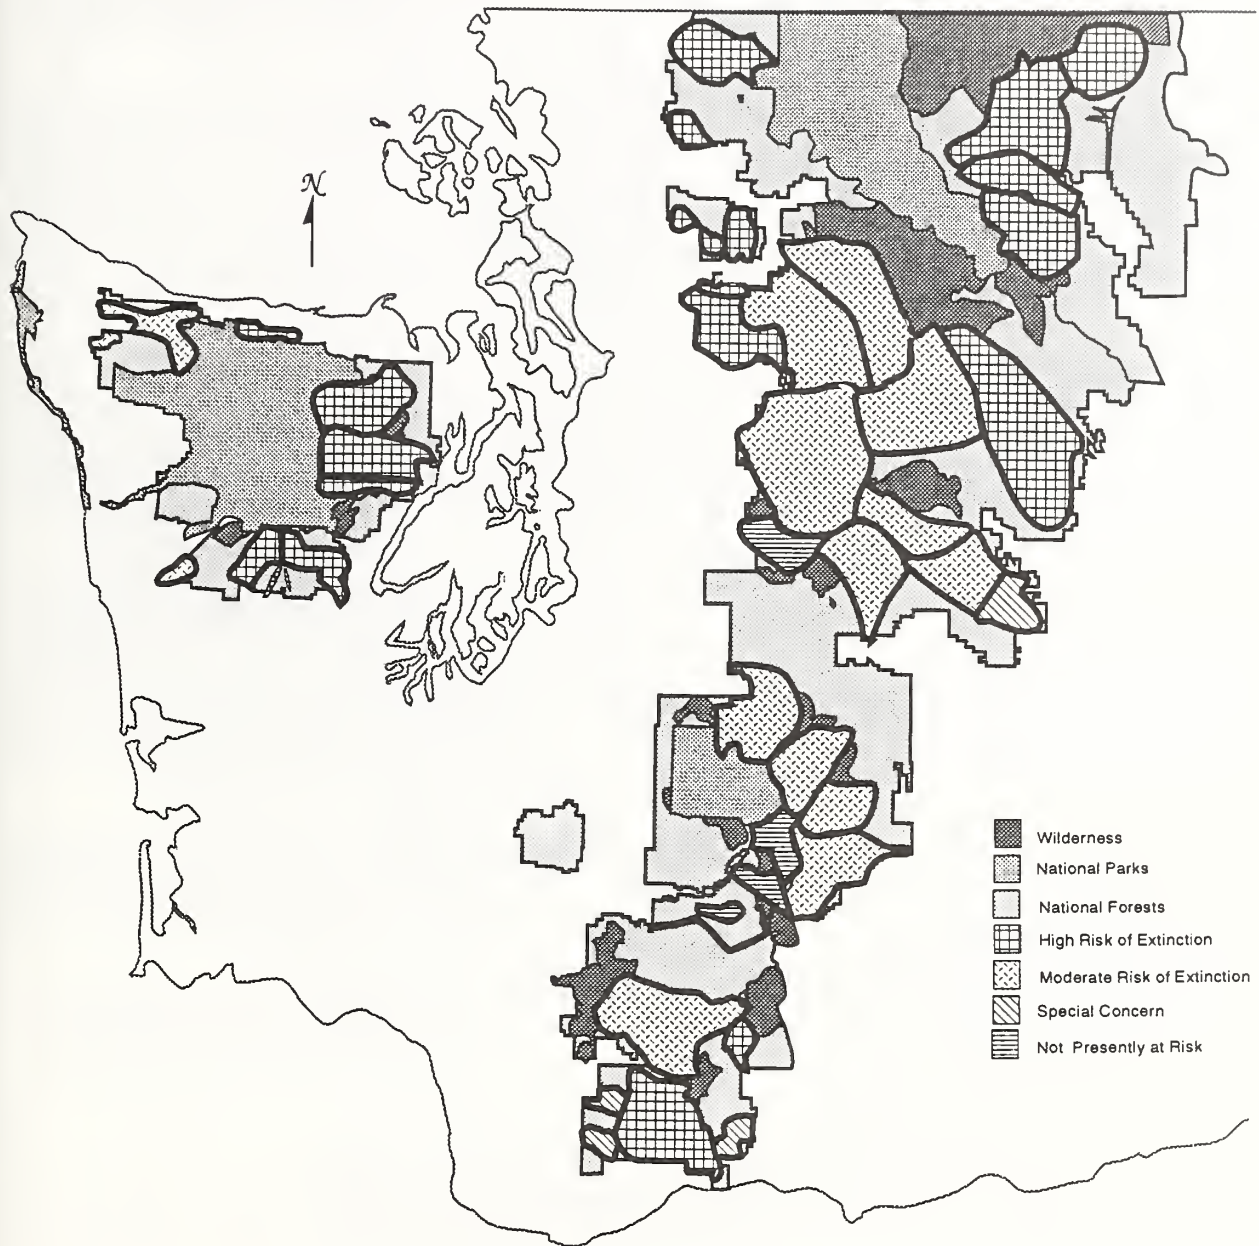 N
Wilderness
National Parks
National Forests
High Risk of Extinction
Moderate Risk of Extinction
Special Concern
Not Presently at Risk